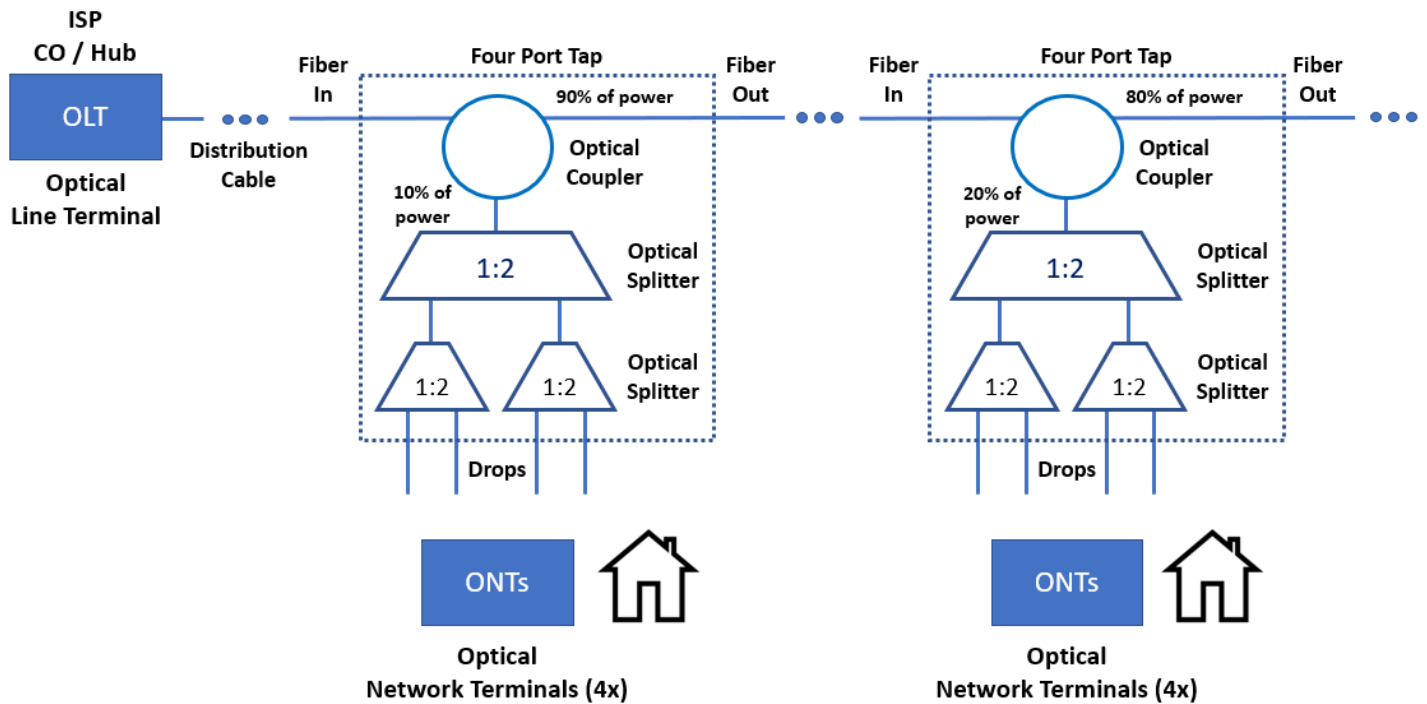 ISP
CO / Hub
OLT
Optical
Line Terminal
Distribution
Cable
Fiber
In
Four Port Tap
90% of power
Fiber
Out
Optical
Coupler
10% of
power
1:2
Optical
Splitter
1:2
1:2
Optical
Splitter
Drops
ONTs
Optical
Network Terminals (4x)
Fiber
In
Four Port Tap
80% of power
Fiber
Out
Optical
Coupler
20% of
power
1:2
Optical
Splitter
1:2
1:2
Optical
Splitter
Drops
ONTs
Optical
Network Terminals (4x)